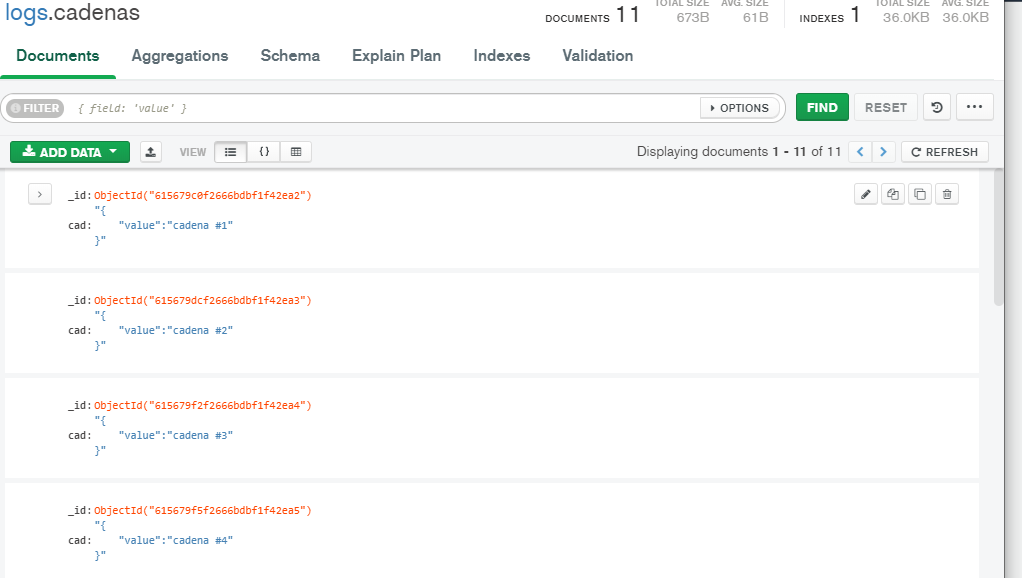 logs.cadenas
DOCUMENTS 11 TOTAL SIZE 673B AVG. SIZE 61B INDEXES 1 TOTAL SIZE 36.0KB AVG. SIZE 36.0KB
Documents Aggregations Schema Explain Plan Indexes Validation
FILTER { field: 'value' } OPTIONS FIND RESET ...
ADD DATA VIEW {} Displaying documents 1 - 11 of 11 < > REFRESH
_id: ObjectId("615679c0f2666bdbf1f42ea2")
"{
cad: "value":"cadena #1"
}"
_id: ObjectId("615679dcf2666bdbf1f42ea3")
"{
cad: "value":"cadena #2"
}"
_id: ObjectId("615679f2f2666bdbf1f42ea4")
"{
cad: "value":"cadena #3"
}"
_id: ObjectId("615679f5f2666bdbf1f42ea5")
"{
cad: "value":"cadena #4"
}"